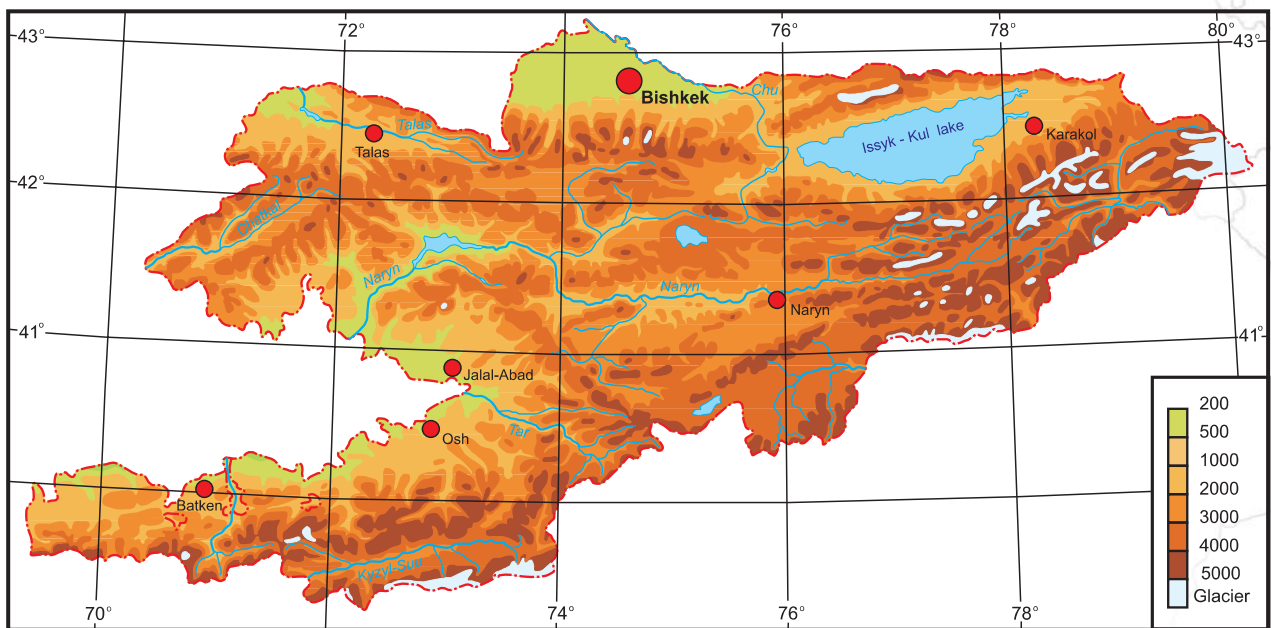 72°
76°
78°
80°
43°
43°
Bishkek
Chu
Talas
Talas
Issyk - Kul lake
Karakol
42°
Chatkal
Naryn
Naryn
Naryn
41°
41°
Jalal-Abad
Osh
Tar
Batken
Kyzyl-Suu
200
500
1000
2000
3000
4000
5000
Glacier
70°
74°
76°
78°